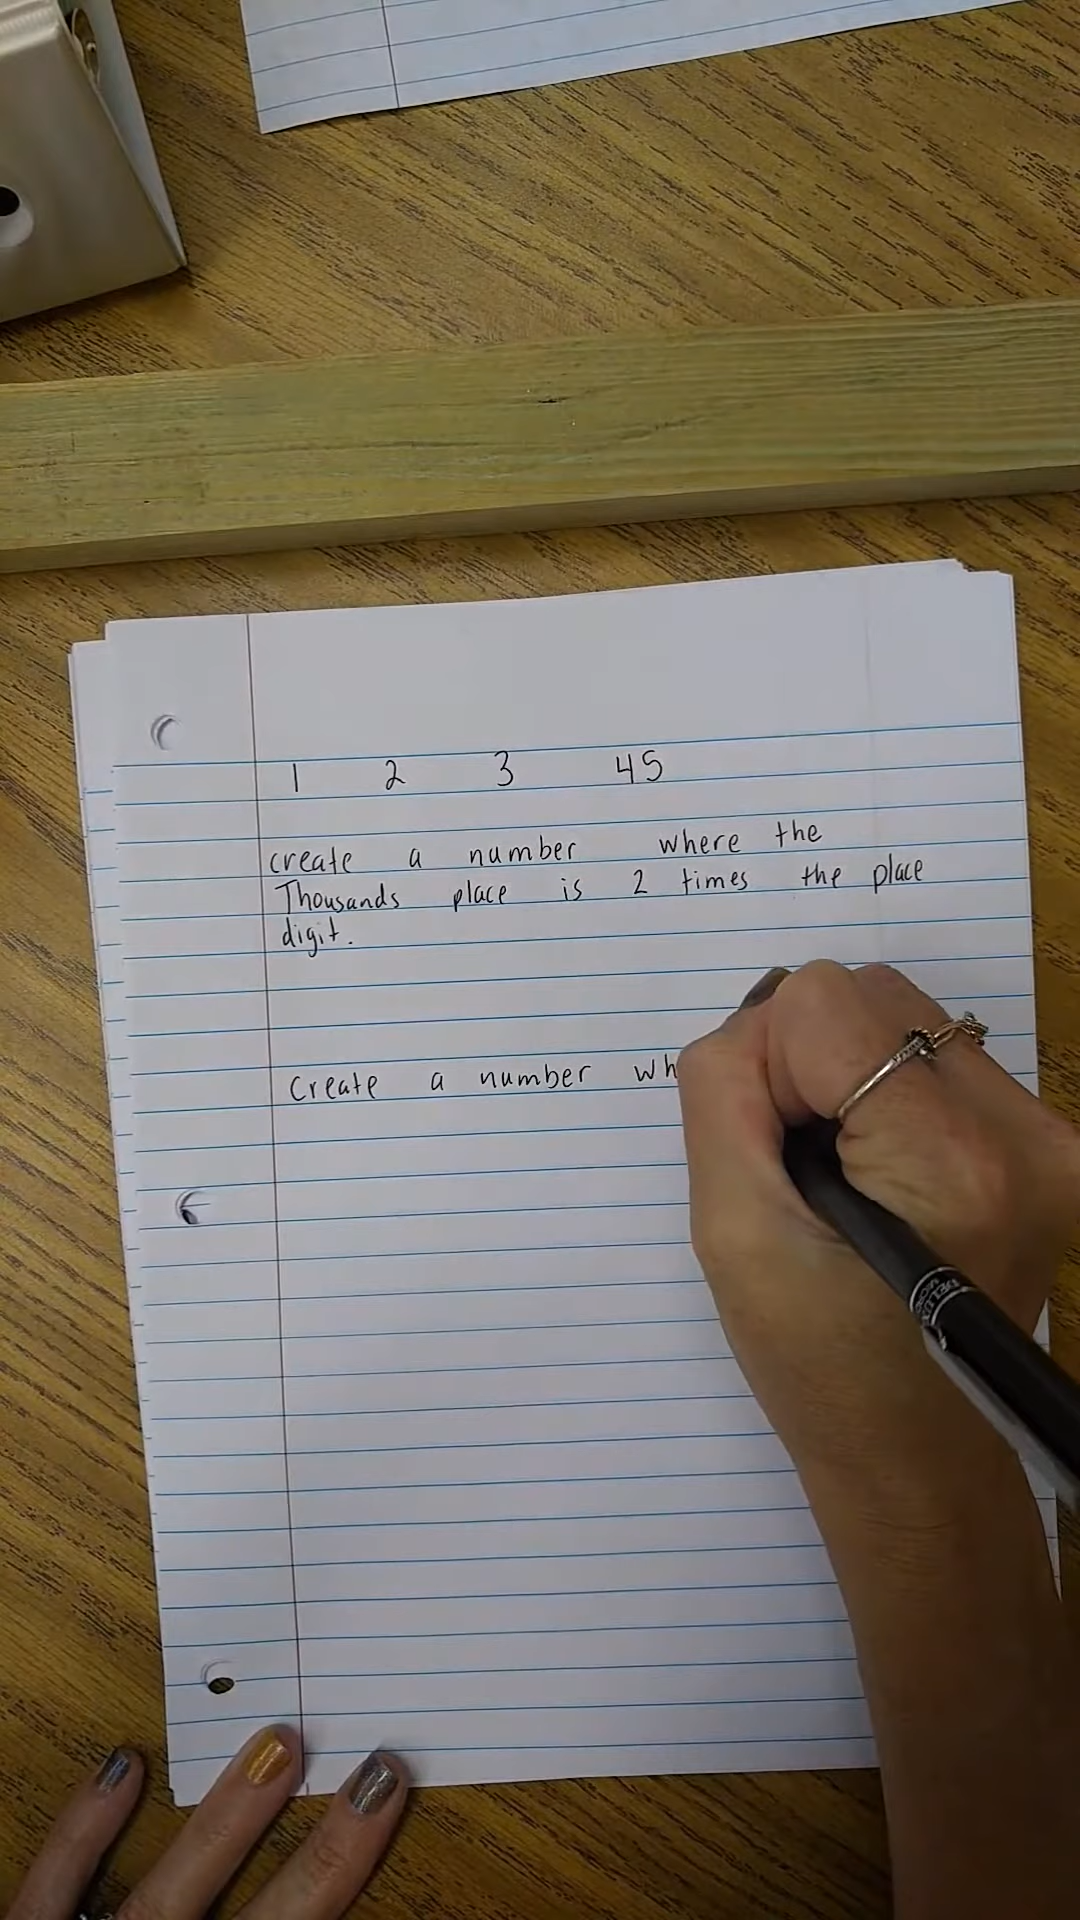 1 2 3 45
create a number where the
Thousands place is 2 times the place
digit.
Create a number wh